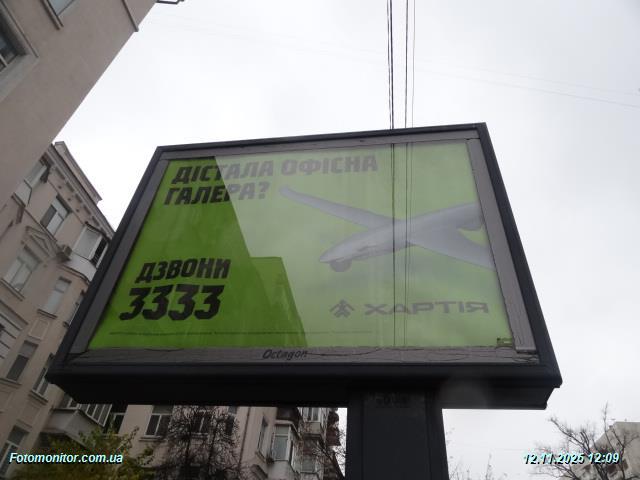 ДІСТАЛА ОФІСНА
ГАЛЕРА?
ДЗВОНИ
3333
ХАРТІЯ
Octagon
Fotomonitor.com.ua
12.11.2025 12:09